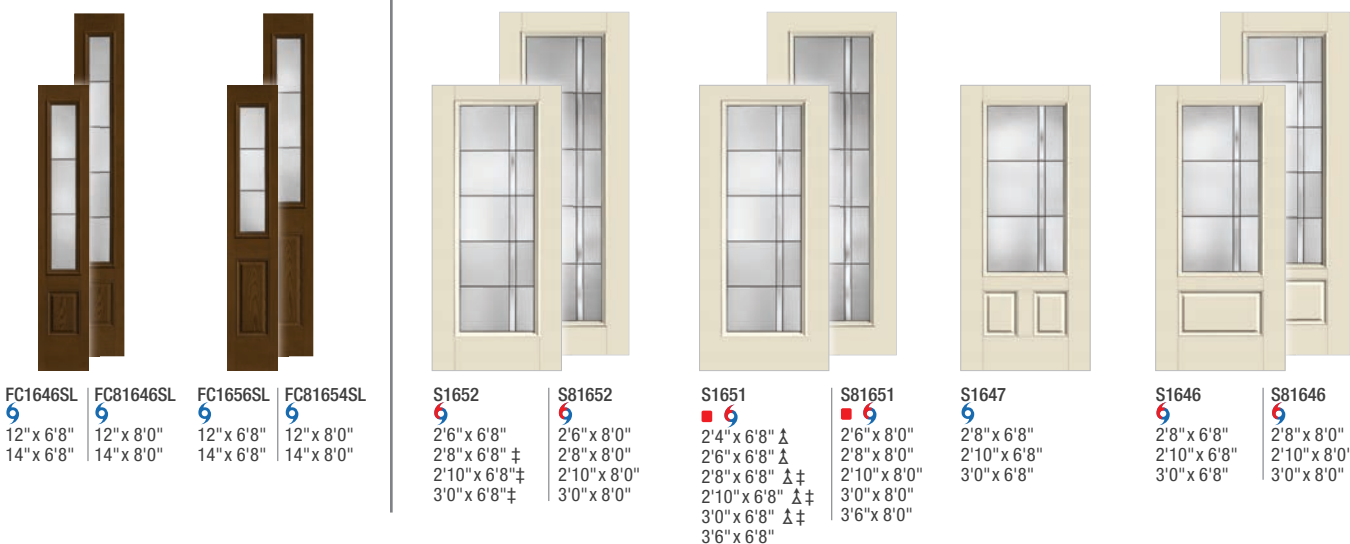 FC1646SL
12" x 6'8"
14" x 6'8"
FC81646SL
12" x 8'0"
14" x 8'0"
FC1656SL
12" x 6'8"
14" x 6'8"
FC81654SL
12" x 8'0"
14" x 8'0"
S1652
2'6" x 6'8"
2'8" x 6'8" ‡
2'10" x 6'8"‡
3'0" x 6'8"‡
S81652
2'6" x 8'0"
2'8" x 8'0"
2'10" x 8'0"
3'0" x 8'0"
S1651
2'4" x 6'8"
2'6" x 6'8"
2'8" x 6'8" ‡
2'10" x 6'8" ‡
3'0" x 6'8" ‡
3'6" x 6'8"
S81651
2'6" x 8'0"
2'8" x 8'0"
2'10" x 8'0"
3'0" x 8'0"
3'6" x 8'0"
S1647
2'8" x 6'8"
2'10" x 6'8"
3'0" x 6'8"
S1646
2'8" x 6'8"
2'10" x 6'8"
3'0" x 6'8"
S81646
2'8" x 8'0"
2'10" x 8'0"
3'0" x 8'0"